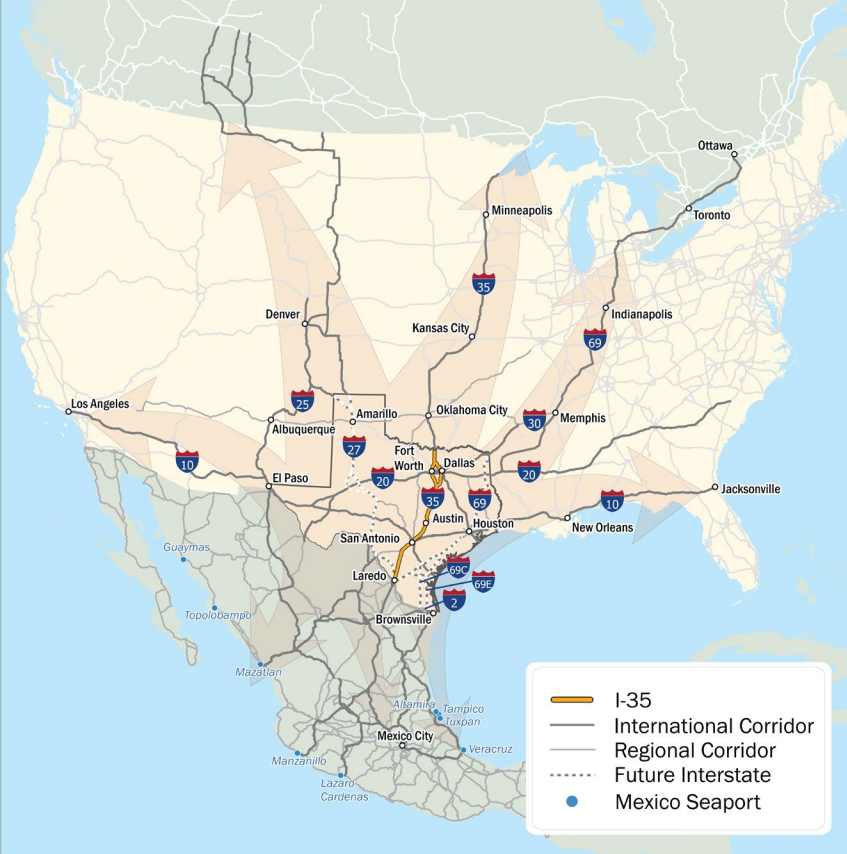 Ottawa
Toronto
Minneapolis
35
Indianapolis
Denver
Kansas City
69
Los Angeles
25
Amarillo
Oklahoma City
30
Memphis
Albuquerque
27
Fort
Worth
Dallas
10
20
20
El Paso
35
69
10
Jacksonville
Austin
Houston
New Orleans
San Antonio
Guaymas
Laredo
69C
69E
2
Topolobampo
Brownsville
Mazatlan
Altamira
Tampico
Tuxpan
Mexico City
Veracruz
Manzanillo
Lazaro
Cardenas
I-35
International Corridor
Regional Corridor
Future Interstate
Mexico Seaport